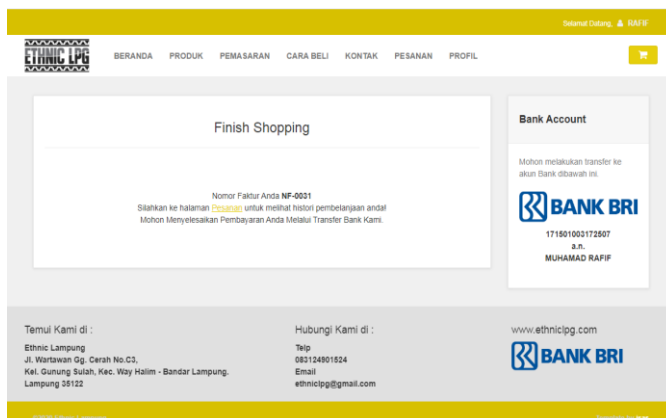 Selamat Datang, RAFIF
ETHNIC LPG
BERANDA PRODUK PEMASARAN CARA BELI KONTAK PESANAN PROFIL
Finish Shopping
Nomor Faktur Anda NF-0031
Silahkan ke halaman Pesanan untuk melihat histori pembelanjaan anda!
Mohon Menyelesaikan Pembayaran Anda Melalui Transfer Bank Kami.
Bank Account
Mohon melakukan transfer ke
akun Bank dibawah ini:
BANK BRI
171501003172507
a.n.
MUHAMAD RAFIF
Temui Kami di :
Ethnic Lampung
Jl. Wartawan Gg. Cerah No.C3,
Kel. Gunung Sulah, Kec. Way Halim - Bandar Lampung.
Lampung 35122
Hubungi Kami di :
Telp
083124901524
Email
ethniclpg@gmail.com
www.ethniclpg.com
BANK BRI